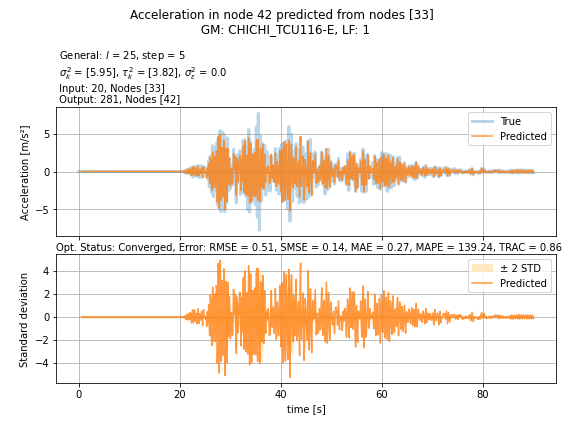 Acceleration in node 42 predicted from nodes [33]
GM: CHICHI_TCU116-E, LF: 1
General: l = 25, step = 5
σ²ₖ = [5.95], τ²ₖ = [3.82], σ²ₑ = 0.0
Input: 20, Nodes [33]
Output: 281, Nodes [42]
Acceleration [m/s²]
5
0
−5
True
Predicted
Opt. Status: Converged, Error: RMSE = 0.51, SMSE = 0.14, MAE = 0.27, MAPE = 139.24, TRAC = 0.86
Standard deviation
4
2
0
−2
−4
± 2 STD
Predicted
0 20 40 60 80
time [s]